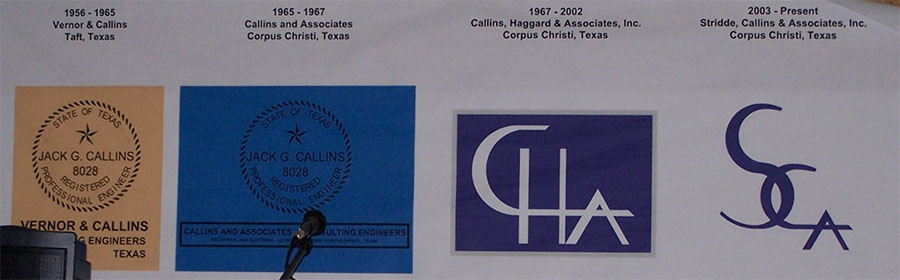 1956 - 1965
Vernor & Callins
Taft, Texas
1965 - 1967
Callins and Associates
Corpus Christi, Texas
1967 - 2002
Callins, Haggard & Associates, Inc.
Corpus Christi, Texas
2003 - Present
Stridde, Callins & Associates, Inc.
Corpus Christi, Texas
STATE OF TEXAS
JACK G. CALLINS
8028
REGISTERED
PROFESSIONAL ENGINEER
VERNOR & CALLINS
ENGINEERS
TEXAS
STATE OF TEXAS
JACK G. CALLINS
8028
REGISTERED
PROFESSIONAL ENGINEER
CALLINS AND ASSOCIATES
ENGINEERS
CORPUS CHRISTI, TEXAS
CHA
SCA